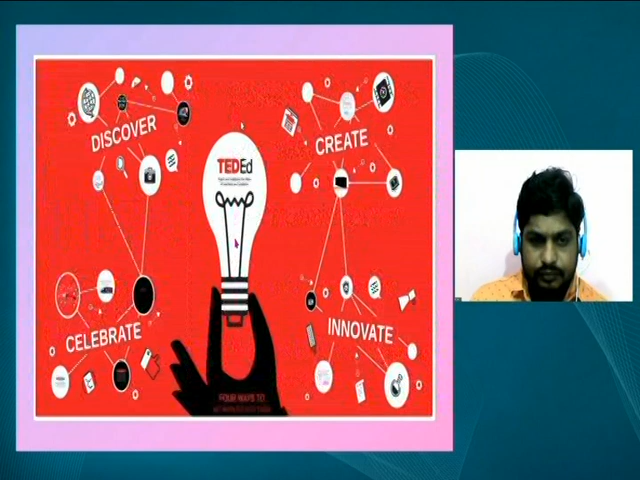 DISCOVER
CREATE
TEDEd
CELEBRATE
INNOVATE
FOUR WAYS TO